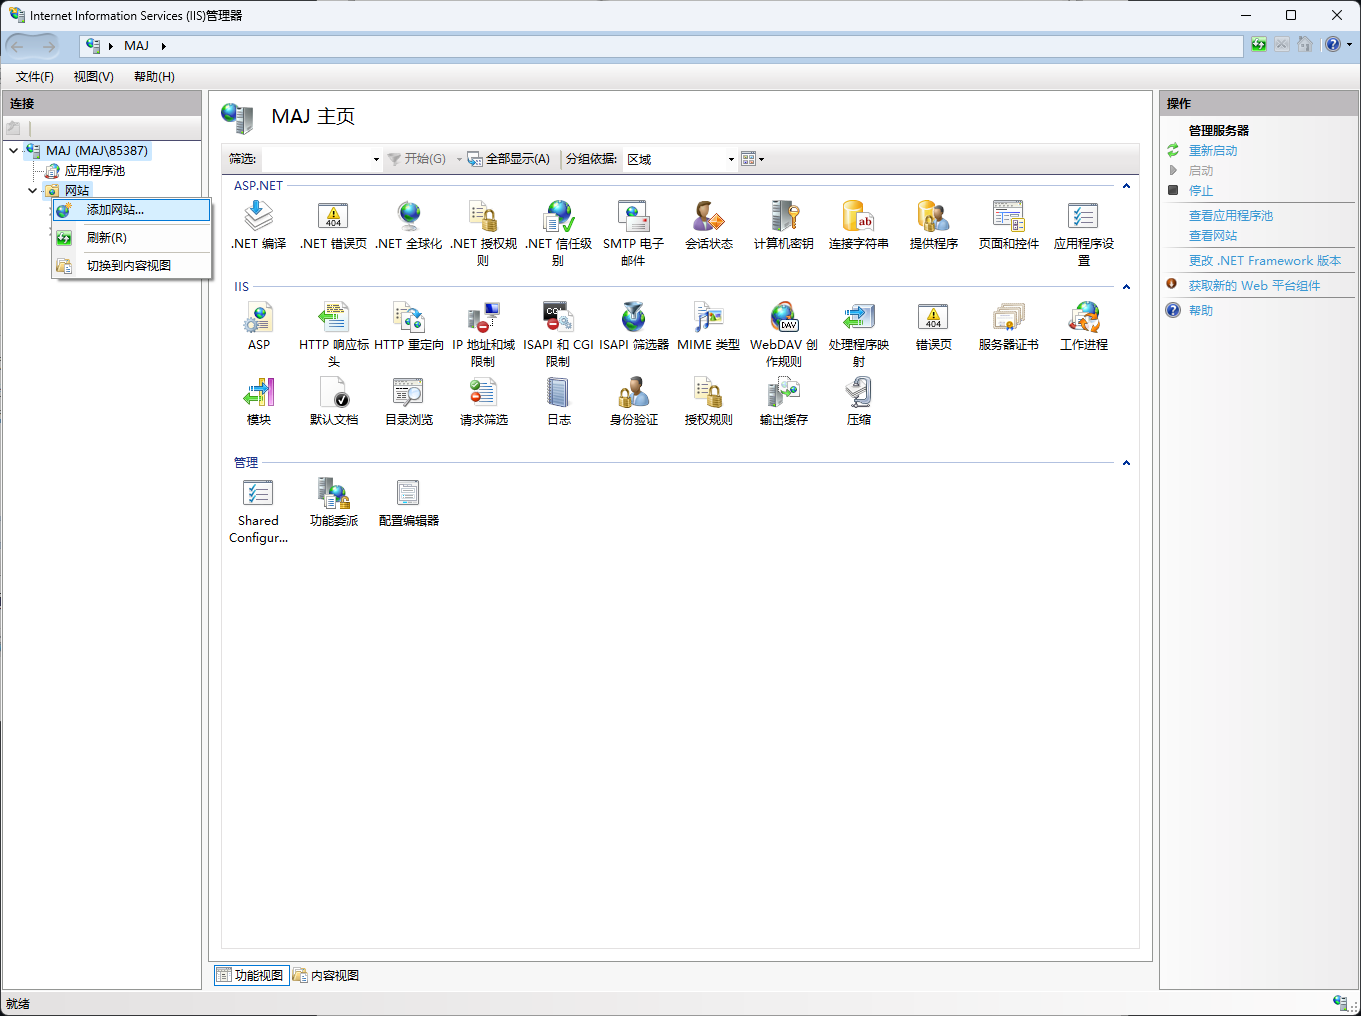 Internet Information Services (IIS)管理器
MAJ
文件(F) 视图(V) 帮助(H)
连接
MAJ (MAJ\85387)
应用程序池
网站
添加网站...
刷新(R)
切换到内容视图
MAJ 主页
筛选: 开始(G) 全部显示(A) 分组依据: 区域
ASP.NET
.NET 编译 .NET 错误页 .NET 全球化 .NET 授权规 .NET 信任级 SMTP 电子 会话状态 计算机密钥 连接字符串 提供程序 页面和控件 应用程序设
则 别 邮件 置
IIS
ASP HTTP 响应标 HTTP 重定向 IP 地址和域 ISAPI 和 CGI ISAPI 筛选器 MIME 类型 WebDAV 创 处理程序映 错误页 服务器证书 工作进程
头 限制 限制 作规则 射
模块 默认文档 目录浏览 请求筛选 日志 身份验证 授权规则 输出缓存 压缩
管理
Shared 功能委派 配置编辑器
Configur...
功能视图 内容视图
操作
管理服务器
重新启动
启动
停止
查看应用程序池
查看网站
更改 .NET Framework 版本
获取新的 Web 平台组件
帮助
就绪